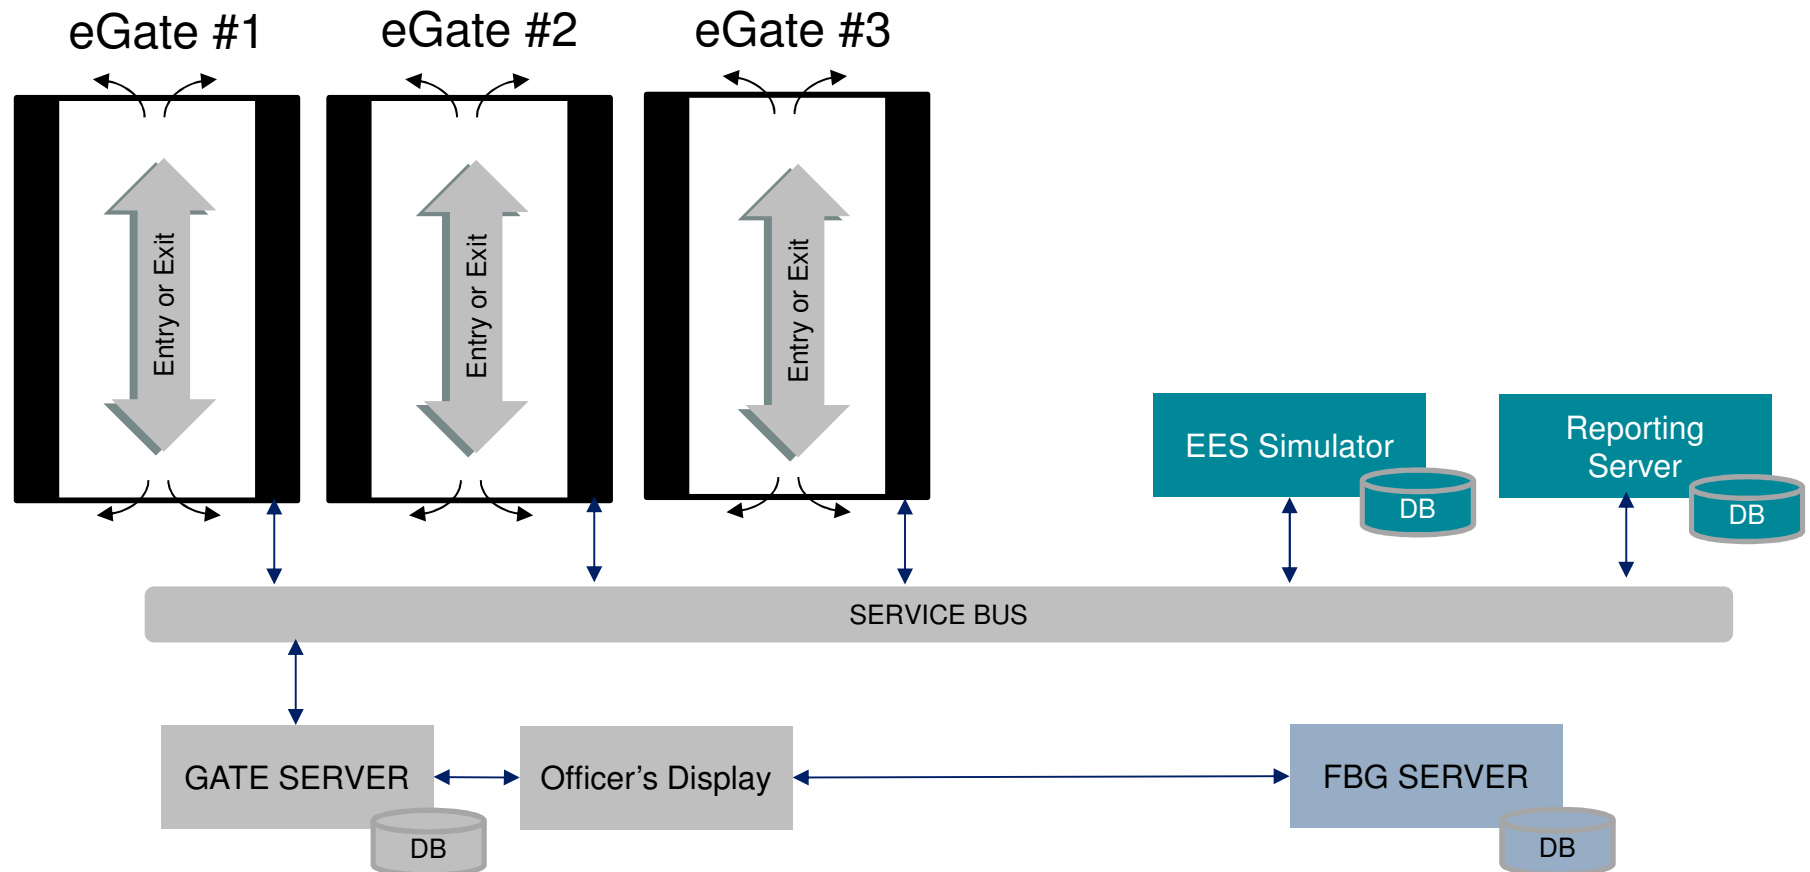 eGate #1
eGate #2
eGate #3
Entry or Exit
Entry or Exit
Entry or Exit
EES Simulator
DB
Reporting
Server
DB
SERVICE BUS
GATE SERVER
DB
Officer’s Display
FBG SERVER
DB